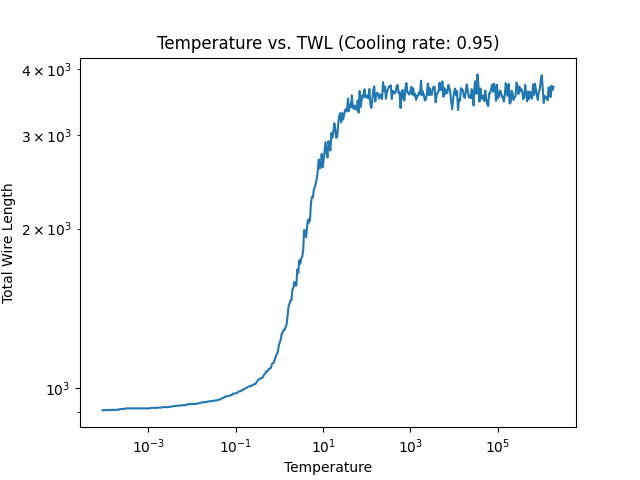 Temperature vs. TWL (Cooling rate: 0.95)
Total Wire Length
4 × 10³
3 × 10³
2 × 10³
10³
10⁻³
10⁻¹
10¹
10³
10⁵
Temperature